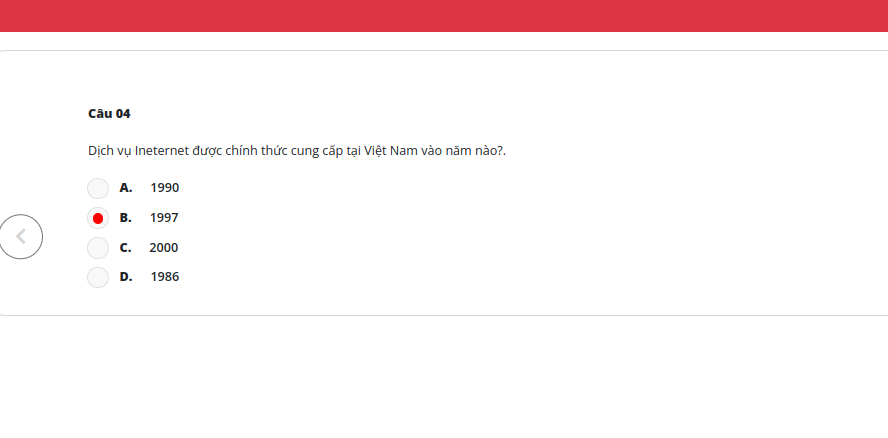 Câu 04
Dịch vụ Ineternet được chính thức cung cấp tại Việt Nam vào năm nào?.
A. 1990
B. 1997
C. 2000
D. 1986